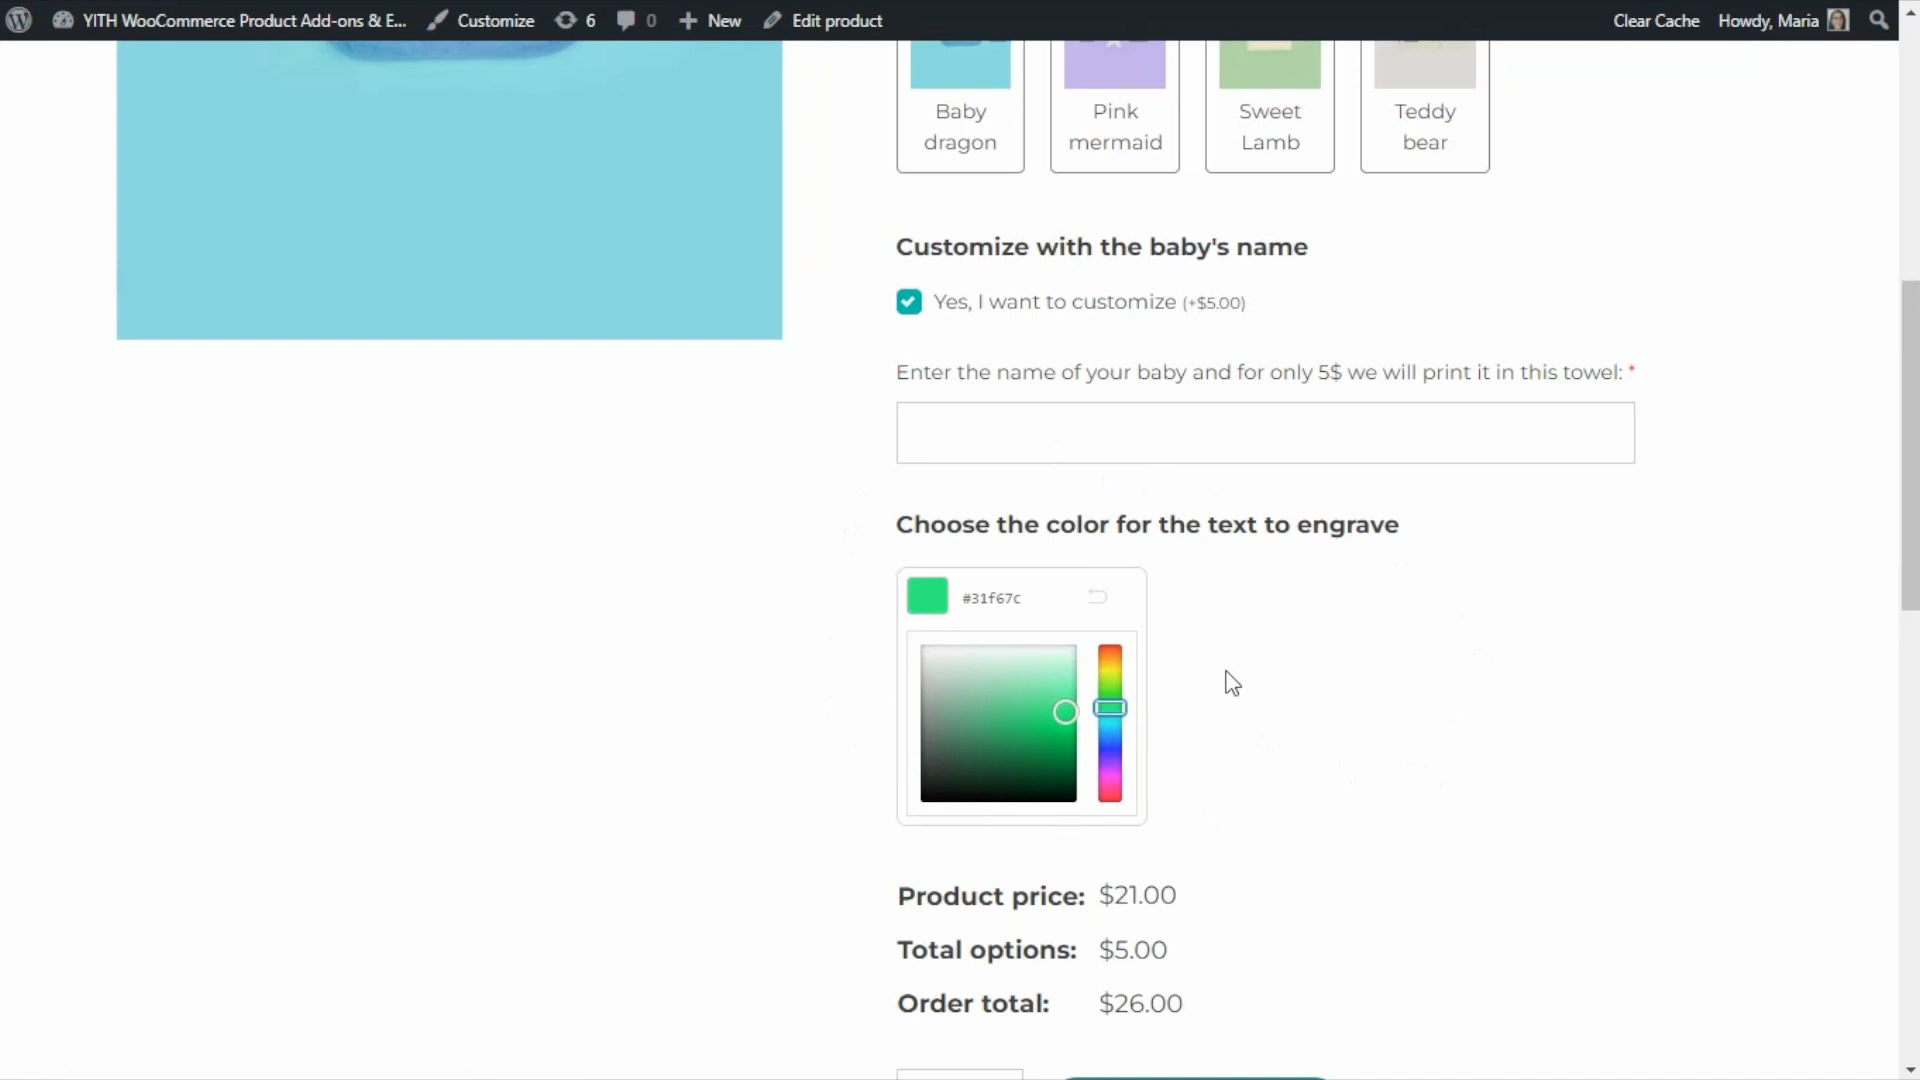 YITH WooCommerce Product Add-ons & E... Customize 6 0 New Edit product Clear Cache Howdy, Maria
Baby dragon
Pink mermaid
Sweet Lamb
Teddy bear
Customize with the baby's name
Yes, I want to customize (+$5.00)
Enter the name of your baby and for only 5$ we will print it in this towel: *
Choose the color for the text to engrave
#31f67c
Product price: $21.00
Total options: $5.00
Order total: $26.00